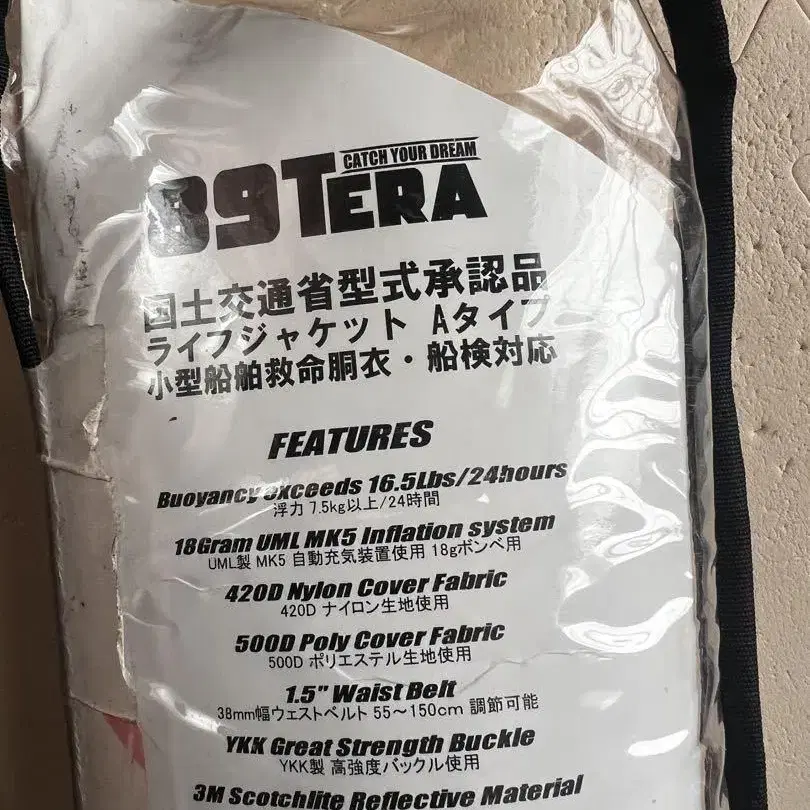 CATCH YOUR DREAM
89TERA
国土交通省型式承認品
ライフジャケット Aタイプ
小型船舶救命胴衣・船検対応
FEATURES
Buoyancy exceeds 16.5Lbs/24hours
浮力 7.5kg以上/24時間
18Gram UML MK5 Inflation system
UML製 MK5 自動充気装置使用 18gボンベ用
420D Nylon Cover Fabric
420D ナイロン生地使用
500D Poly Cover Fabric
500D ポリエステル生地使用
1.5" Waist Belt
38mm幅ウェストベルト 55～150cm 調節可能
YKK Great Strength Buckle
YKK製 高強度バックル使用
3M Scotchlite Reflective Material